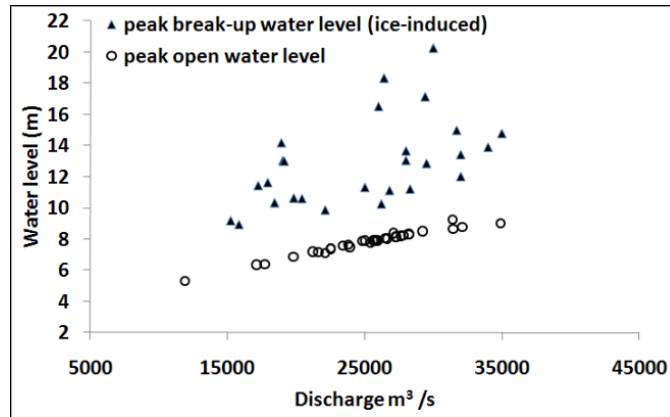 peak break-up water level (ice-induced)
peak open water level
Water level (m)
22
20
18
16
14
12
10
8
6
4
2
5000 15000 25000 35000 45000
Discharge m³ /s